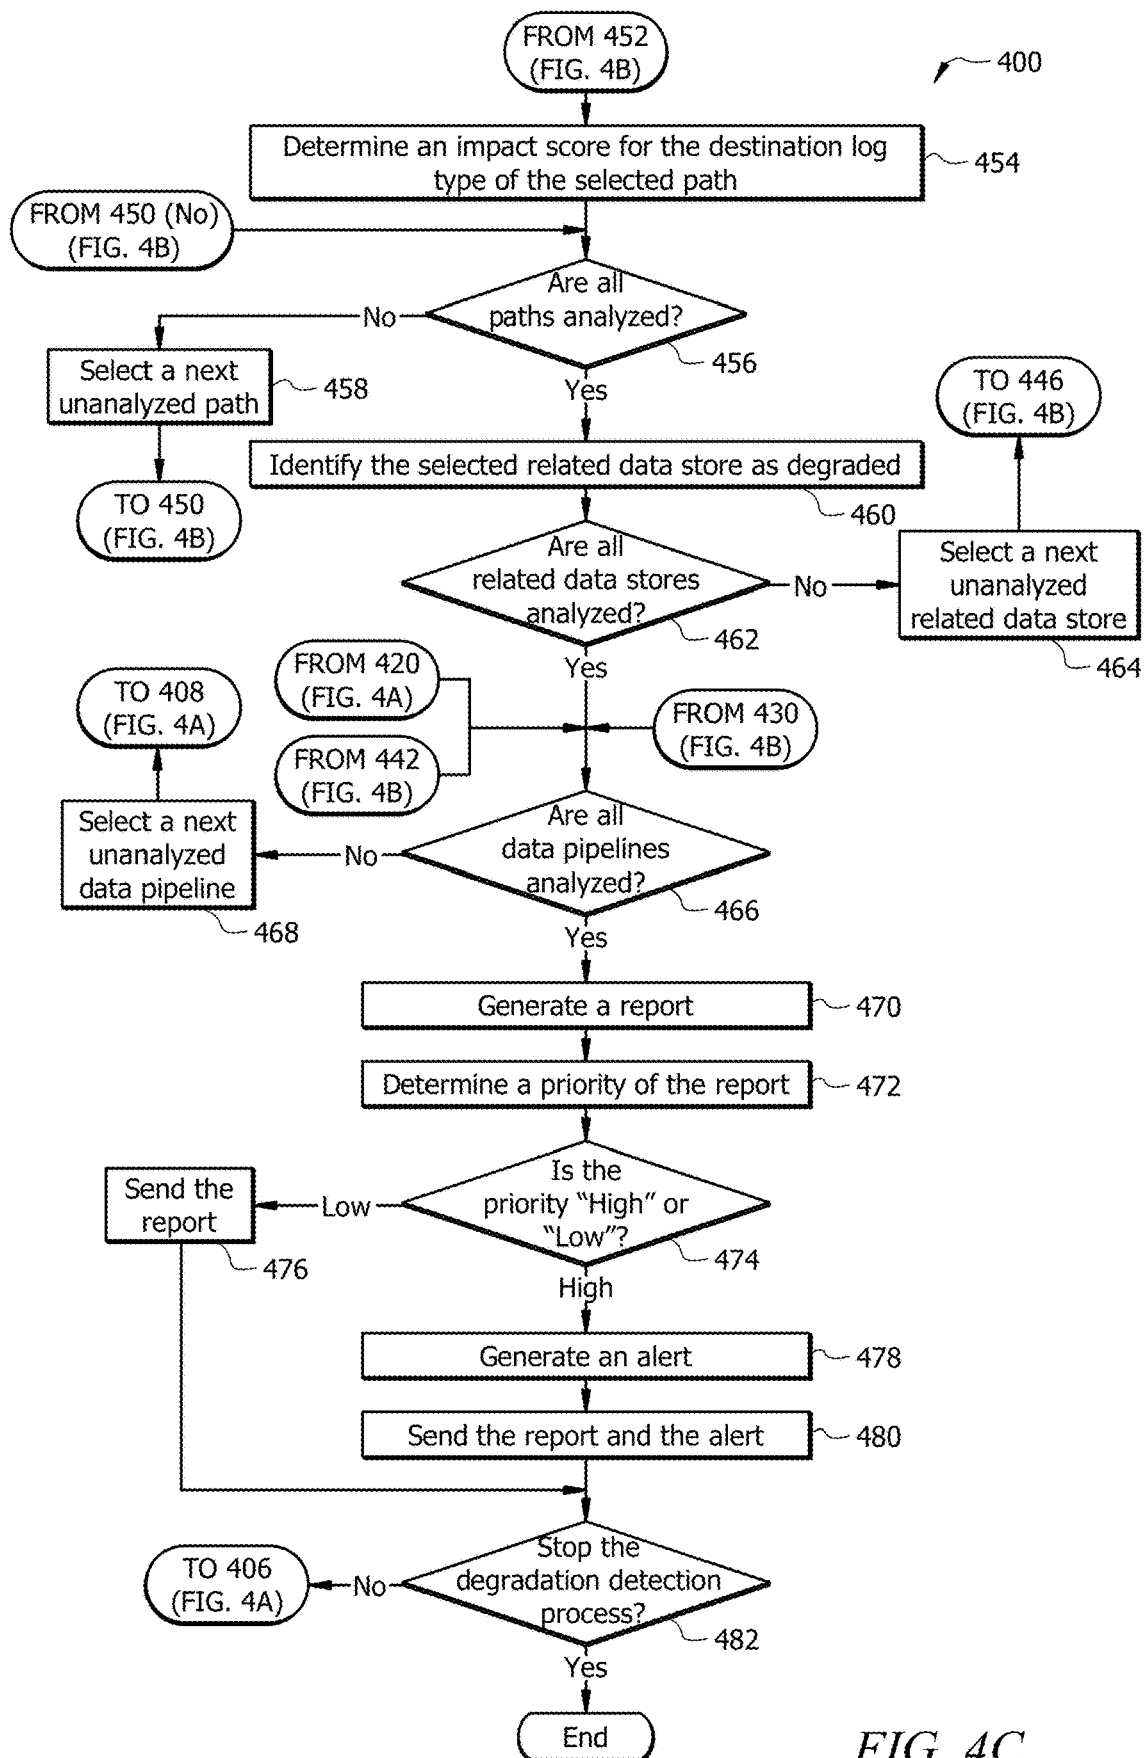 FROM 452
(FIG. 4B)
400
Determine an impact score for the destination log
type of the selected path
454
FROM 450 (No)
(FIG. 4B)
Are all
paths analyzed?
No
456
Yes
Select a next
unanalyzed path
458
TO 450
(FIG. 4B)
TO 446
(FIG. 4B)
Identify the selected related data store as degraded
460
Are all
related data stores
analyzed?
No
462
Yes
Select a next
unanalyzed
related data store
464
FROM 420
(FIG. 4A)
FROM 442
(FIG. 4B)
FROM 430
(FIG. 4B)
TO 408
(FIG. 4A)
Select a next
unanalyzed
data pipeline
468
No
Are all
data pipelines
analyzed?
466
Yes
Generate a report
470
Determine a priority of the report
472
Is the
priority “High” or
“Low”?
474
Low
Send the
report
476
High
Generate an alert
478
Send the report and the alert
480
Stop the
degradation detection
process?
482
No
TO 406
(FIG. 4A)
Yes
End
FIG. 4C